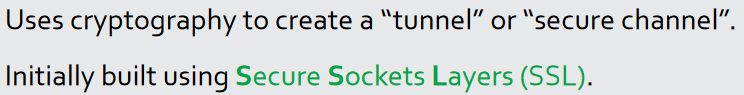 Uses cryptography to create a “tunnel” or “secure channel”.
Initially built using Secure Sockets Layers (SSL).